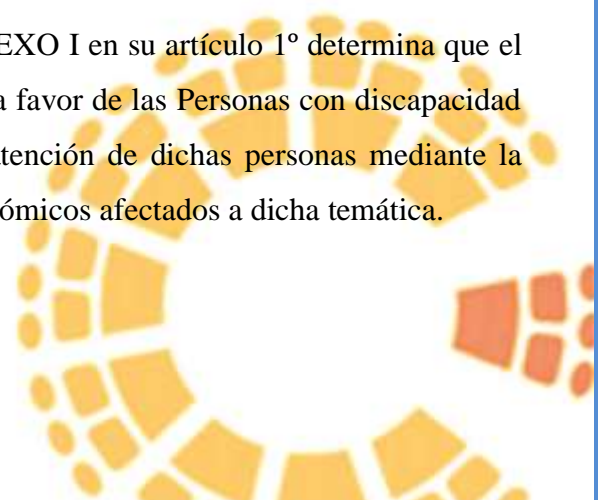 EXO I en su artículo 1º determina que el
a favor de las Personas con discapacidad
tención de dichas personas mediante la
ómicos afectados a dicha temática.